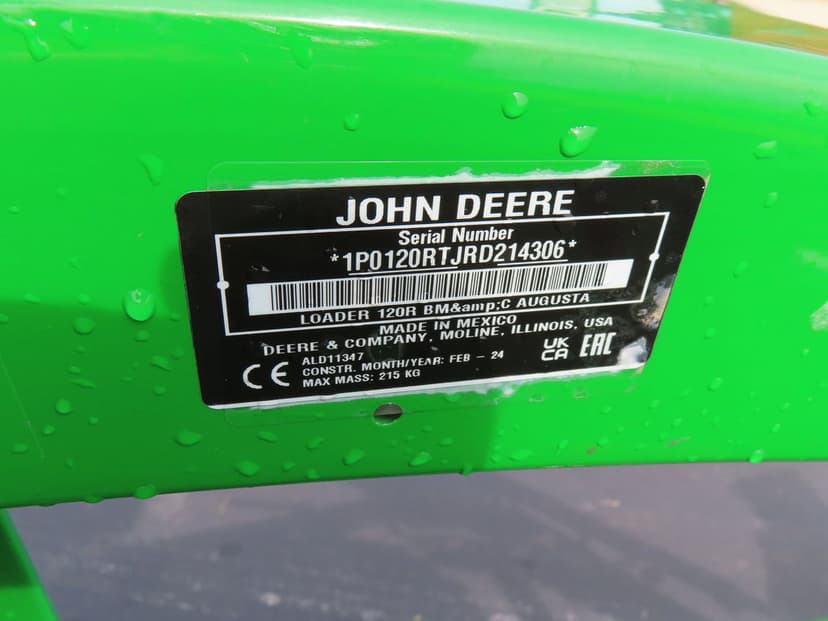 JOHN DEERE
Serial Number
*1P0120RTJRD214306*
LOADER 120R BM&amp;C AUGUSTA
MADE IN MEXICO
DEERE & COMPANY, MOLINE, ILLINOIS, USA
ALD11347
CONSTR. MONTH/YEAR: FEB - 24
MAX MASS: 215 KG
CE
UK
CA
EAC